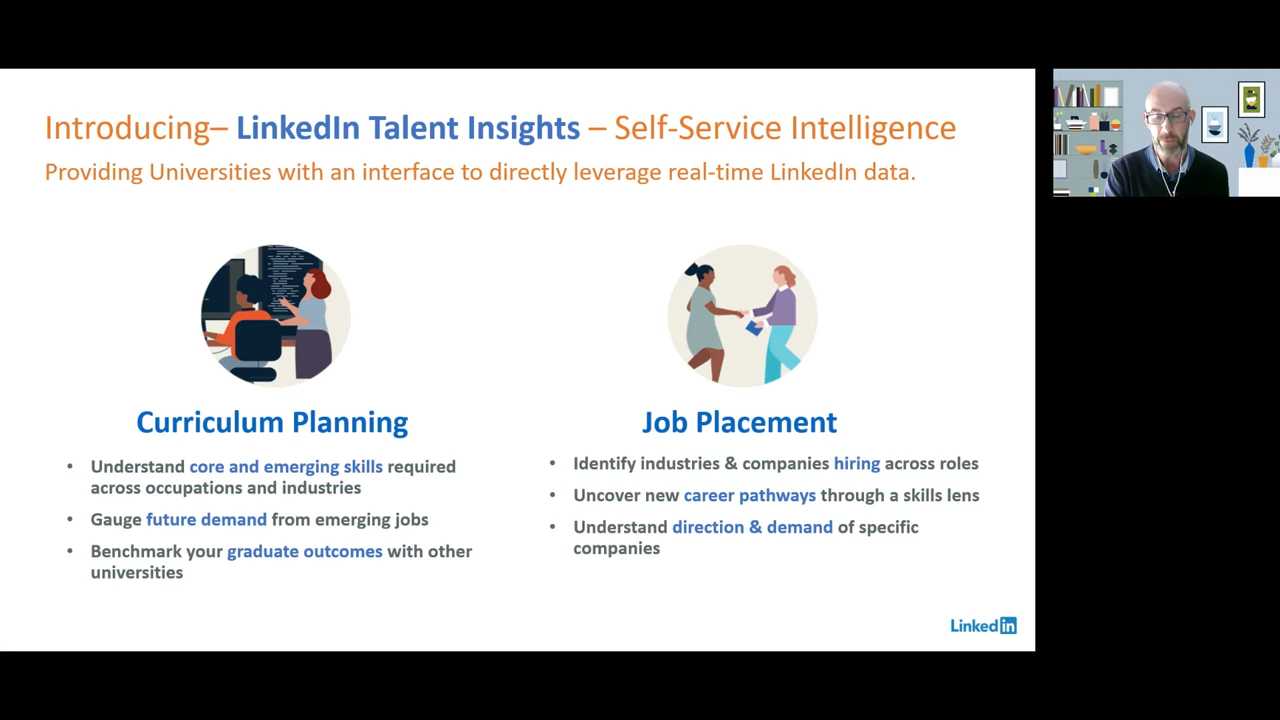 Introducing– LinkedIn Talent Insights – Self-Service Intelligence
Providing Universities with an interface to directly leverage real-time LinkedIn data.
Curriculum Planning
• Understand core and emerging skills required
across occupations and industries
• Gauge future demand from emerging jobs
• Benchmark your graduate outcomes with other
universities
Job Placement
• Identify industries & companies hiring across roles
• Uncover new career pathways through a skills lens
• Understand direction & demand of specific
companies
LinkedIn